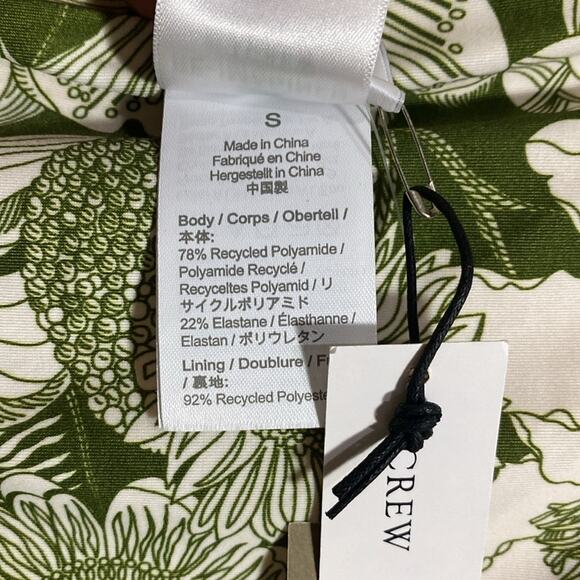 S
Made in China
Fabriqué en Chine
Hergestellt in China
中国製
Body / Corps / Oberteil /
本体:
78% Recycled Polyamide /
Polyamide Recyclé /
Recyceltes Polyamid / リ
サイクルポリアミド
22% Elastane / Élasthanne /
Elastan / ポリウレタン
Lining / Doublure /
/ 裏地:
92% Recycled
CREW